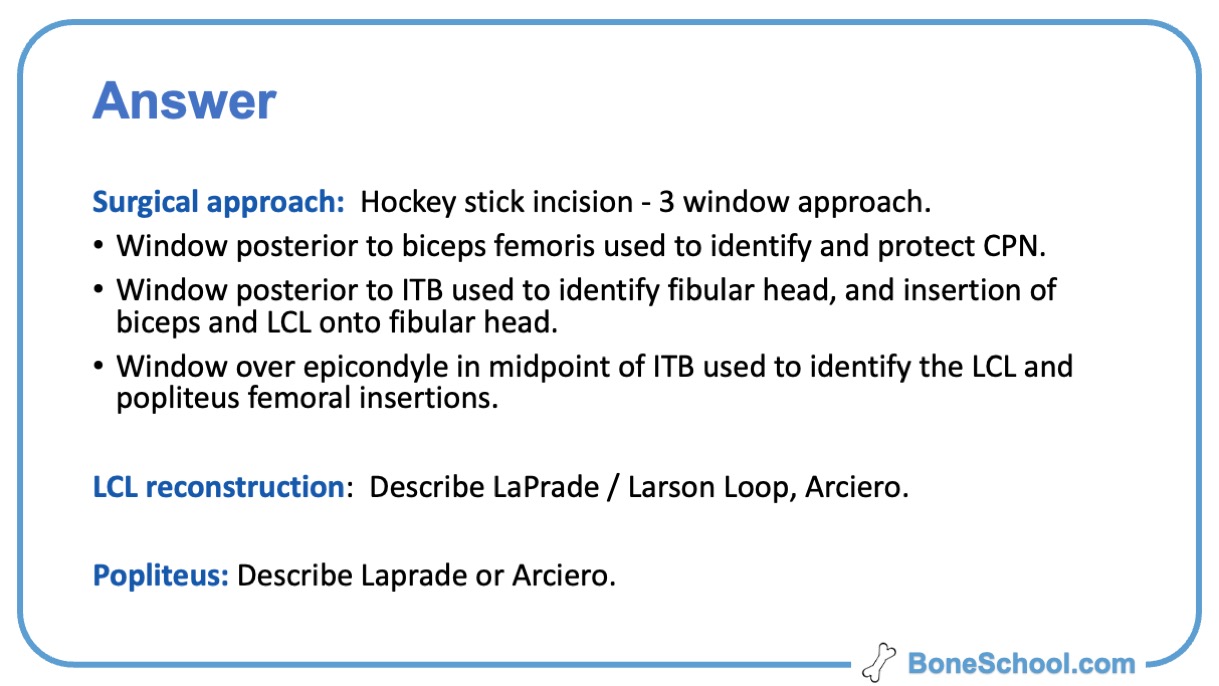 Answer
Surgical approach:  Hockey stick incision - 3 window approach.
• Window posterior to biceps femoris used to identify and protect CPN.
• Window posterior to ITB used to identify fibular head, and insertion of
biceps and LCL onto fibular head.
• Window over epicondyle in midpoint of ITB used to identify the LCL and
popliteus femoral insertions.
LCL reconstruction:  Describe LaPrade / Larson Loop, Arciero.
Popliteus: Describe Laprade or Arciero.
BoneSchool.com